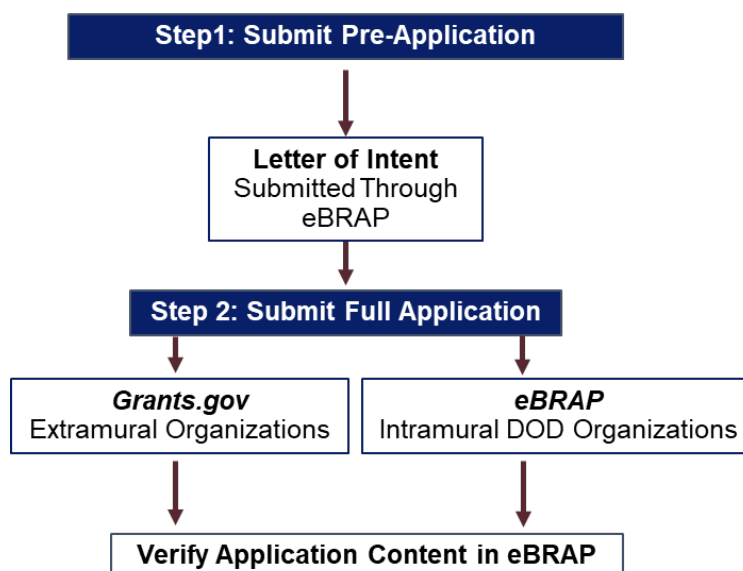 Step1: Submit Pre-Application
Letter of Intent
Submitted Through
eBRAP
Step 2: Submit Full Application
Grants.gov
Extramural Organizations
eBRAP
Intramural DOD Organizations
Verify Application Content in eBRAP